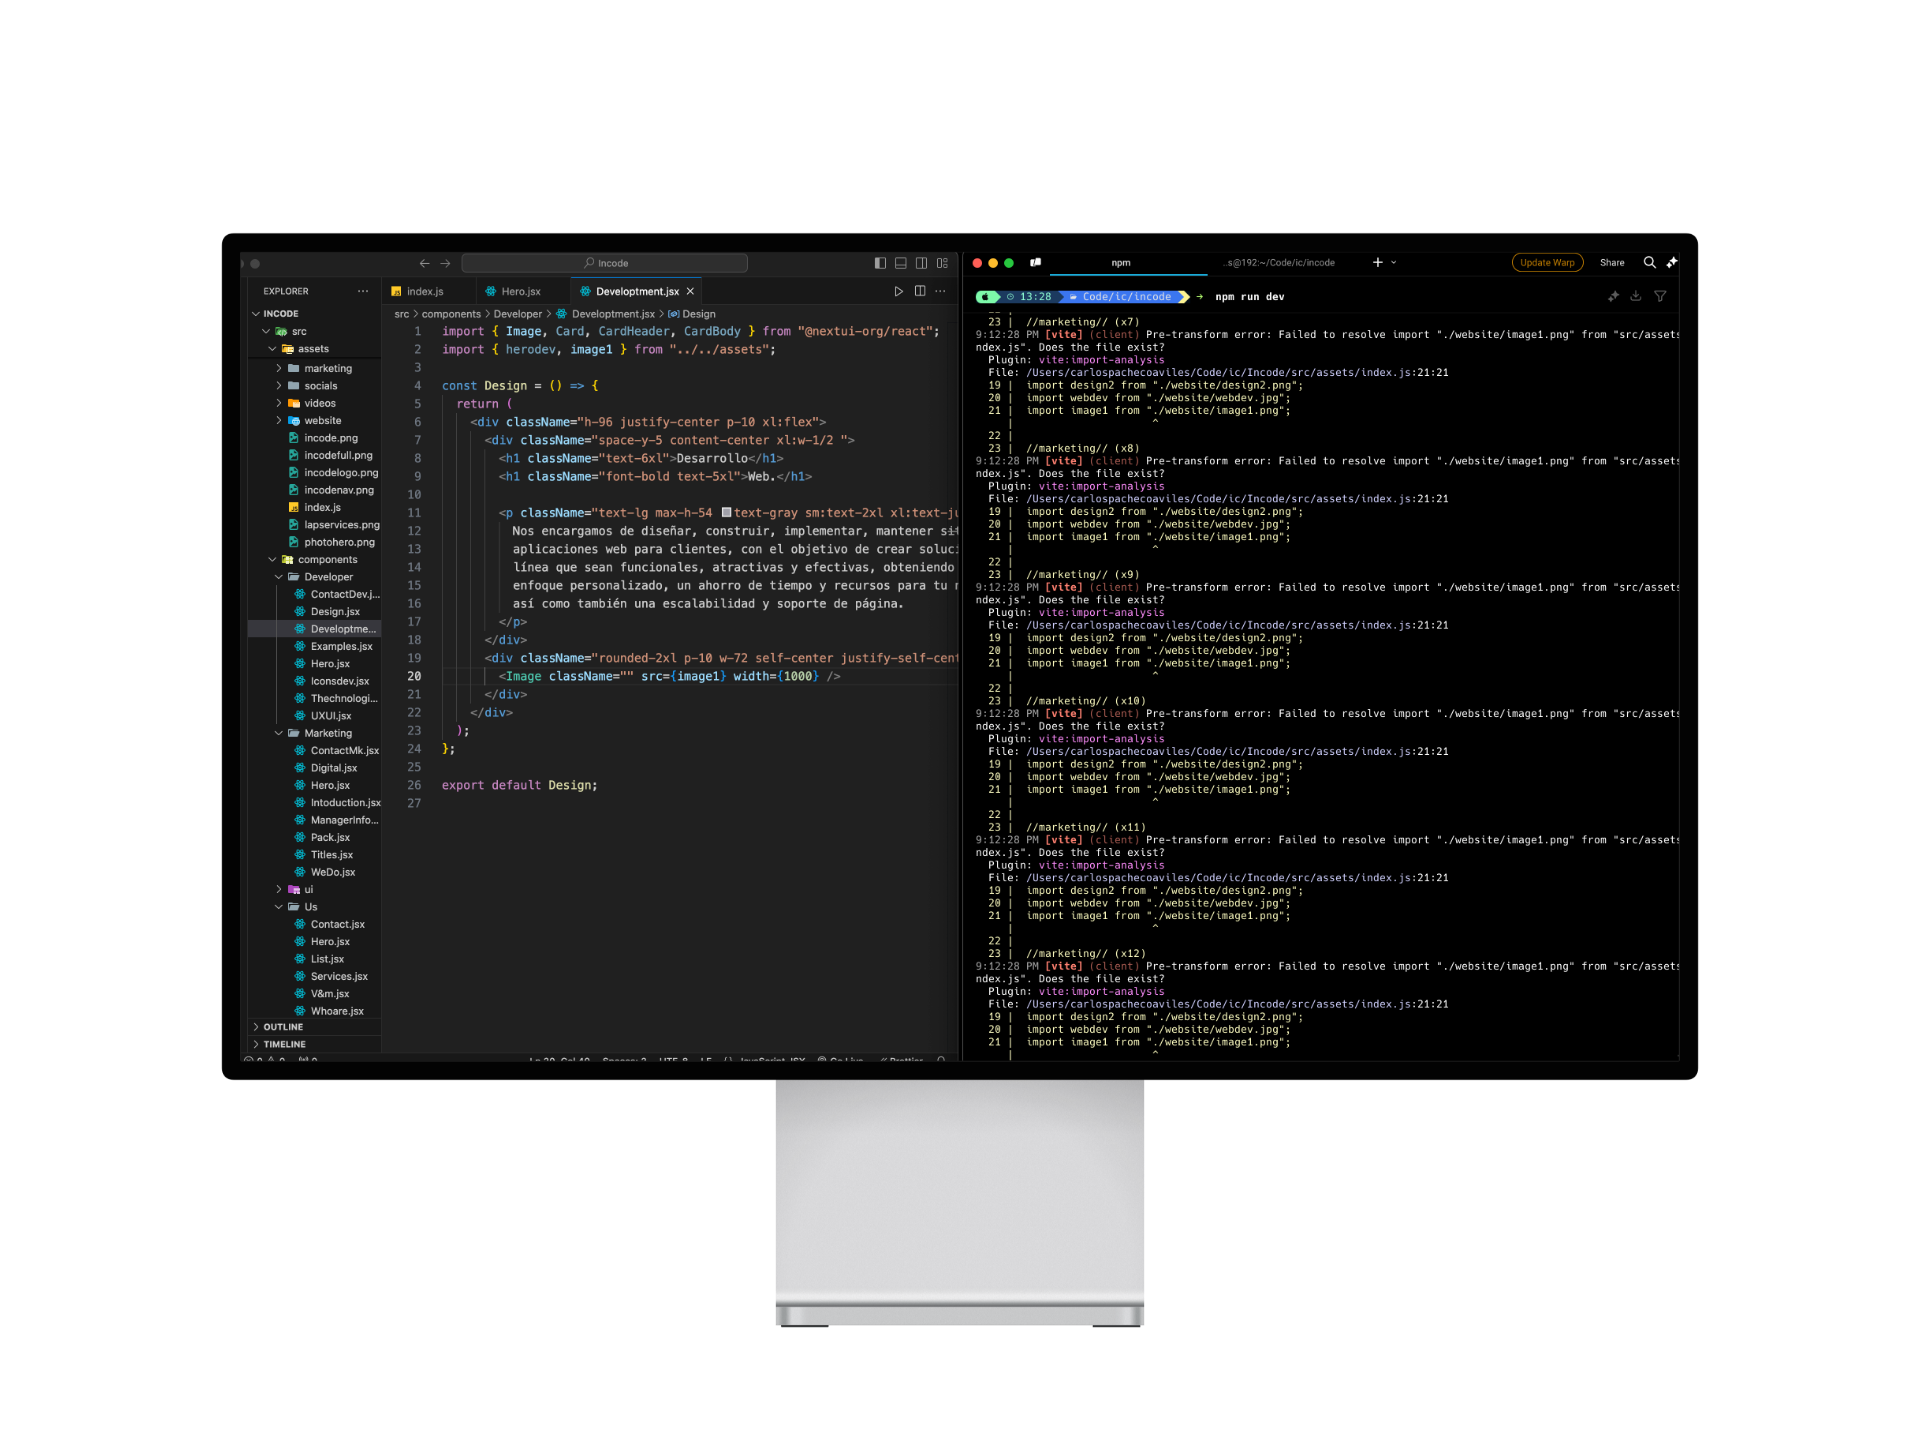 Incode
EXPLORER
INCODE
src
assets
marketing
socials
videos
website
incode.png
incodefull.png
incodelogo.png
incodenav.png
index.js
lapservices.png
photohero.png
components
Developer
ContactDev.j...
Design.jsx
Developtme...
Examples.jsx
Hero.jsx
Iconsdev.jsx
Thechnologi...
UXUI.jsx
Marketing
ContactMk.jsx
Digital.jsx
Hero.jsx
Intoduction.jsx
ManagerInfo...
Pack.jsx
Titles.jsx
WeDo.jsx
ui
Us
Contact.jsx
Hero.jsx
List.jsx
Services.jsx
V&m.jsx
Whoare.jsx
OUTLINE
TIMELINE
index.js Hero.jsx Developtment.jsx
src > components > Developer > Developtment.jsx > Design
1 import { Image, Card, CardHeader, CardBody } from "@nextui-org/react";
2 import { herodev, image1 } from "../../assets";
3
4 const Design = () => {
5 return (
6 <div className="h-96 justify-center p-10 xl:flex">
7 <div className="space-y-5 content-center xl:w-1/2 ">
8 <h1 className="text-6xl">Desarrollo</h1>
9 <h1 className="font-bold text-5xl">Web.</h1>
10
11 <p className="text-lg max-h-54 text-gray sm:text-2xl xl:text-ju
12 Nos encargamos de diseñar, construir, implementar, mantener sit
13 aplicaciones web para clientes, con el objetivo de crear soluci
14 línea que sean funcionales, atractivas y efectivas, obteniendo
15 enfoque personalizado, un ahorro de tiempo y recursos para tu n
16 así como también una escalabilidad y soporte de página.
17 </p>
18 </div>
19 <div className="rounded-2xl p-10 w-72 self-center justify-self-cent
20 <Image className="" src={image1} width={1000} />
21 </div>
22 </div>
23 );
24 };
25
26 export default Design;
27
npm ..s@192:~/Code/ic/incode Update Warp Share
13:28 Code/ic/incode → npm run dev
23 | //marketing// (x7)
9:12:28 PM [vite] (client) Pre-transform error: Failed to resolve import "./website/image1.png" from "src/assets
ndex.js". Does the file exist?
Plugin: vite:import-analysis
File: /Users/carlospachecoaviles/Code/ic/Incode/src/assets/index.js:21:21
19 | import design2 from "./website/design2.png";
20 | import webdev from "./website/webdev.jpg";
21 | import image1 from "./website/image1.png";
| ^
22 |
23 | //marketing// (x8)
9:12:28 PM [vite] (client) Pre-transform error: Failed to resolve import "./website/image1.png" from "src/assets
ndex.js". Does the file exist?
Plugin: vite:import-analysis
File: /Users/carlospachecoaviles/Code/ic/Incode/src/assets/index.js:21:21
19 | import design2 from "./website/design2.png";
20 | import webdev from "./website/webdev.jpg";
21 | import image1 from "./website/image1.png";
| ^
22 |
23 | //marketing// (x9)
9:12:28 PM [vite] (client) Pre-transform error: Failed to resolve import "./website/image1.png" from "src/assets
ndex.js". Does the file exist?
Plugin: vite:import-analysis
File: /Users/carlospachecoaviles/Code/ic/Incode/src/assets/index.js:21:21
19 | import design2 from "./website/design2.png";
20 | import webdev from "./website/webdev.jpg";
21 | import image1 from "./website/image1.png";
| ^
22 |
23 | //marketing// (x10)
9:12:28 PM [vite] (client) Pre-transform error: Failed to resolve import "./website/image1.png" from "src/assets
ndex.js". Does the file exist?
Plugin: vite:import-analysis
File: /Users/carlospachecoaviles/Code/ic/Incode/src/assets/index.js:21:21
19 | import design2 from "./website/design2.png";
20 | import webdev from "./website/webdev.jpg";
21 | import image1 from "./website/image1.png";
| ^
22 |
23 | //marketing// (x11)
9:12:28 PM [vite] (client) Pre-transform error: Failed to resolve import "./website/image1.png" from "src/assets
ndex.js". Does the file exist?
Plugin: vite:import-analysis
File: /Users/carlospachecoaviles/Code/ic/Incode/src/assets/index.js:21:21
19 | import design2 from "./website/design2.png";
20 | import webdev from "./website/webdev.jpg";
21 | import image1 from "./website/image1.png";
| ^
22 |
23 | //marketing// (x12)
9:12:28 PM [vite] (client) Pre-transform error: Failed to resolve import "./website/image1.png" from "src/assets
ndex.js". Does the file exist?
Plugin: vite:import-analysis
File: /Users/carlospachecoaviles/Code/ic/Incode/src/assets/index.js:21:21
19 | import design2 from "./website/design2.png";
20 | import webdev from "./website/webdev.jpg";
21 | import image1 from "./website/image1.png";
| ^